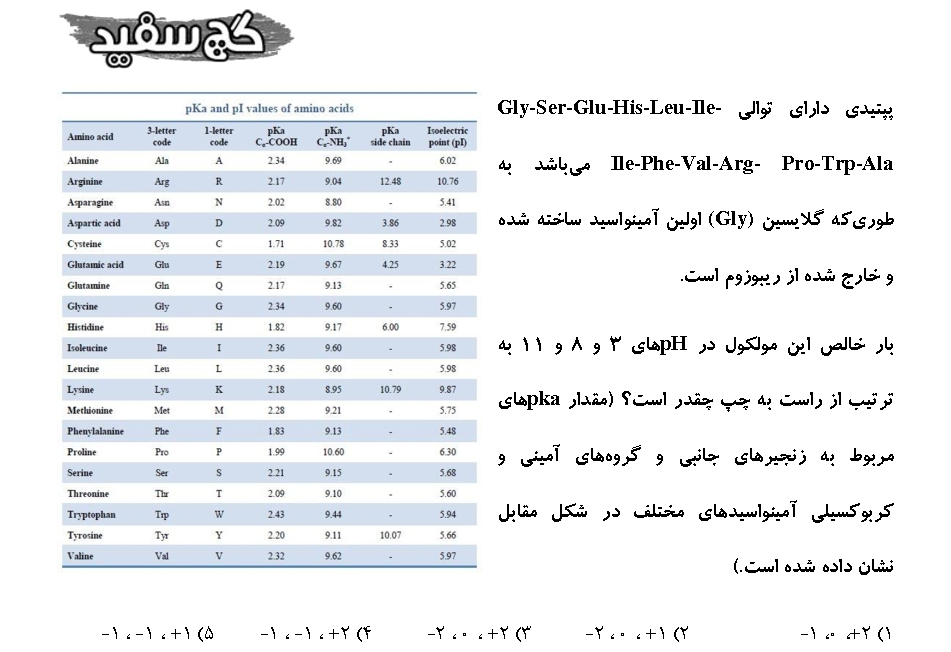 گچ سفید
پپتیدی دارای توالی Gly-Ser-Glu-His-Leu-Ile-
Ile-Phe-Val-Arg- Pro-Trp-Ala می‌باشد به
طوری‌که گلایسین (Gly) اولین آمینواسید ساخته شده
و خارج شده از ریبوزوم است.
بار خالص این مولکول در pHهای ۳ و ۸ و ۱۱ به
ترتیب از راست به چپ چقدر است؟ (مقدار pkaهای
مربوط به زنجیرهای جانبی و گروه‌های آمینی و
کربوکسیلی آمینواسیدهای مختلف در شکل مقابل
نشان داده شده است.)
pKa and pI values of amino acids
Amino acid 3-letter code 1-letter code pKa Cα-COOH pKa Cα-NH3+ pKa side chain Isoelectric point (pI)
Alanine Ala A 2.34 9.69 - 6.02
Arginine Arg R 2.17 9.04 12.48 10.76
Asparagine Asn N 2.02 8.80 - 5.41
Aspartic acid Asp D 2.09 9.82 3.86 2.98
Cysteine Cys C 1.71 10.78 8.33 5.02
Glutamic acid Glu E 2.19 9.67 4.25 3.22
Glutamine Gln Q 2.17 9.13 - 5.65
Glycine Gly G 2.34 9.60 - 5.97
Histidine His H 1.82 9.17 6.00 7.59
Isoleucine Ile I 2.36 9.60 - 5.98
Leucine Leu L 2.36 9.60 - 5.98
Lysine Lys K 2.18 8.95 10.79 9.87
Methionine Met M 2.28 9.21 - 5.75
Phenylalanine Phe F 1.83 9.13 - 5.48
Proline Pro P 1.99 10.60 - 6.30
Serine Ser S 2.21 9.15 - 5.68
Threonine Thr T 2.09 9.10 - 5.60
Tryptophan Trp W 2.43 9.44 - 5.94
Tyrosine Tyr Y 2.20 9.11 10.07 5.66
Valine Val V 2.32 9.62 - 5.97
۱) ۲+، ۰، ۱- ۲) ۱+، ۰، ۲- ۳) ۲+، ۰، ۲- ۴) ۲+، ۱-، ۱- ۵) ۱+، ۱-، ۱-